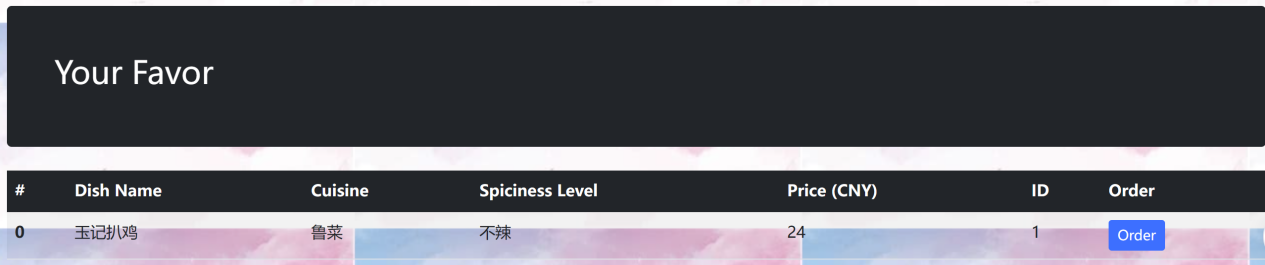 Your Favor
# Dish Name Cuisine Spiciness Level Price (CNY) ID Order
0 玉记扒鸡 鲁菜 不辣 24 1 Order